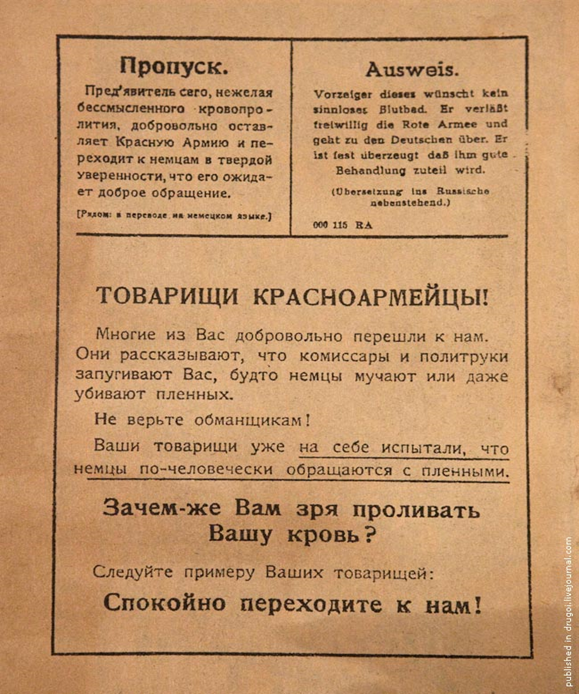 Пропуск.
Пред’явитель сего, нежелая
бессмысленного кровопро-
лития, добровольно остав-
ляет Красную Армию и пе-
реходит к немцам в твердой
уверенности, что его ожида-
ет доброе обращение.
[Рядом: в переводе на немецком языке.]
Ausweis.
Vorzeiger dieses wünscht kein
sinnloses Blutbad. Er verläßt
freiwillig die Rote Armee und
geht zu den Deutschen über. Er
ist fest überzeugt daß ihm gute
Behandlung zuteil wird.
(Übersetzung ins Russische
nebenstehend.)
000 115 RA
ТОВАРИЩИ КРАСНОАРМЕЙЦЫ!
Многие из Вас добровольно перешли к нам.
Они рассказывают, что комиссары и политруки
запугивают Вас, будто немцы мучают или даже
убивают пленных.
Не верьте обманщикам!
Ваши товарищи уже на себе испытали, что
немцы по-человечески обращаются с пленными.
Зачем-же Вам зря проливать
Вашу кровь?
Следуйте примеру Ваших товарищей:
Спокойно переходите к нам!
published in drugoi.livejournal.com